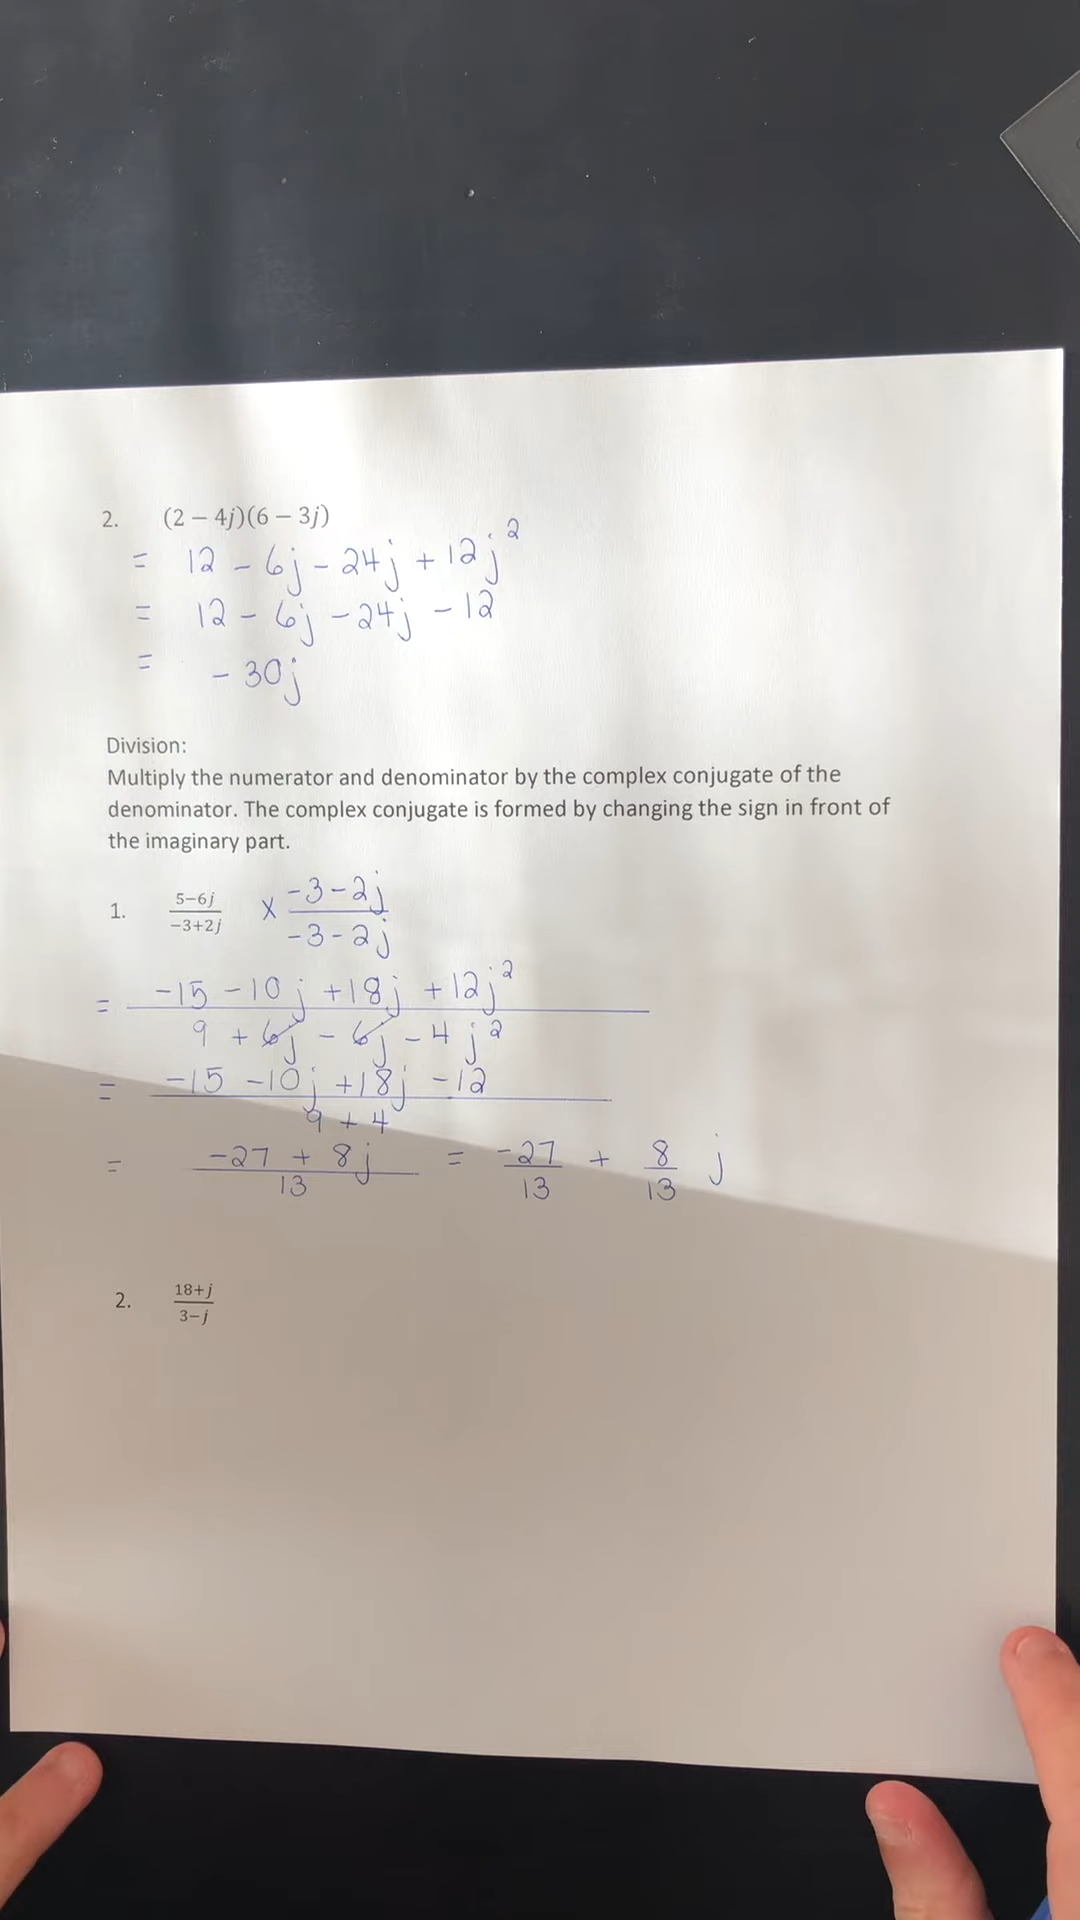 2. (2 – 4j)(6 – 3j)
= 12 - 6j - 24j + 12j²
= 12 - 6j - 24j - 12
= - 30j
Division:
Multiply the numerator and denominator by the complex conjugate of the
denominator. The complex conjugate is formed by changing the sign in front of
the imaginary part.
1. 5−6j / −3+2j × -3-2j / -3-2j
= -15 -10j +18j +12j² / 9 + 6j - 6j - 4j²
= -15 -10j +18j -12 / 9 + 4
= -27 + 8j / 13 = -27/13 + 8/13 j
2. 18+j / 3−j